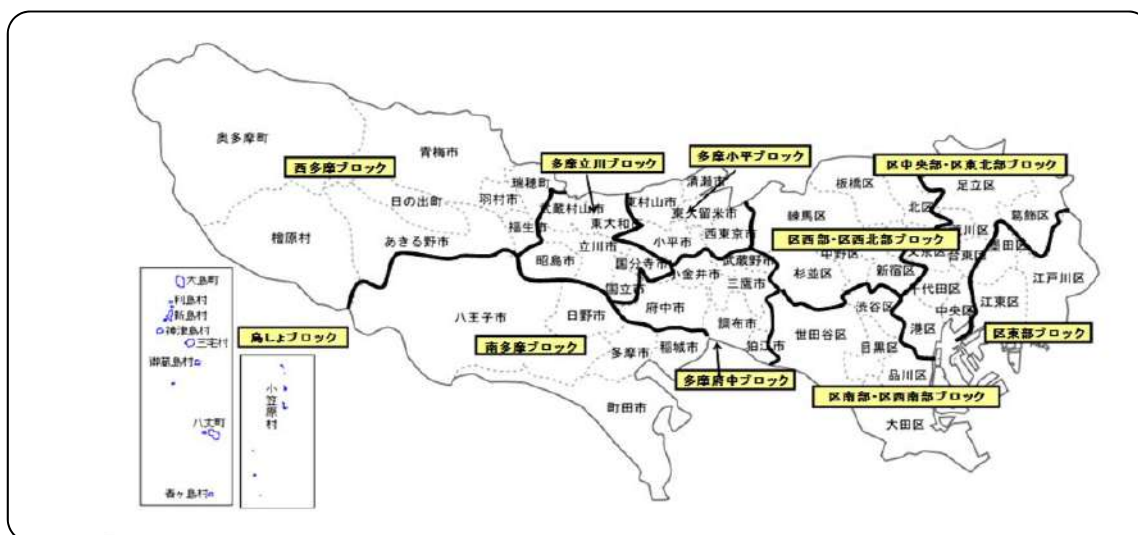 奥多摩町
青梅市
西多摩ブロック
瑞穂町
羽村市
日の出町
福生市
檜原村
あきる野市
多摩立川ブロック
武蔵村山市
東大和市
立川市
昭島市
国分寺市
国立市
多摩小平ブロック
清瀬市
東村山市
東久留米市
小平市
西東京市
武蔵野市
小金井市
三鷹市
府中市
調布市
狛江市
多摩府中ブロック
八王子市
日野市
南多摩ブロック
多摩市
稲城市
町田市
区中央部・区東北部ブロック
板橋区
北区
足立区
葛飾区
練馬区
荒川区
区西部・区西北部ブロック
中野区
文京区
台東区
墨田区
杉並区
新宿区
千代田区
江戸川区
渋谷区
中央区
江東区
世田谷区
港区
区東部ブロック
目黒区
品川区
区南部・区西南部ブロック
大田区
大島町
利島村
新島村
神津島村
三宅村
御蔵島村
島しょブロック
小笠原村
八丈町
青ヶ島村